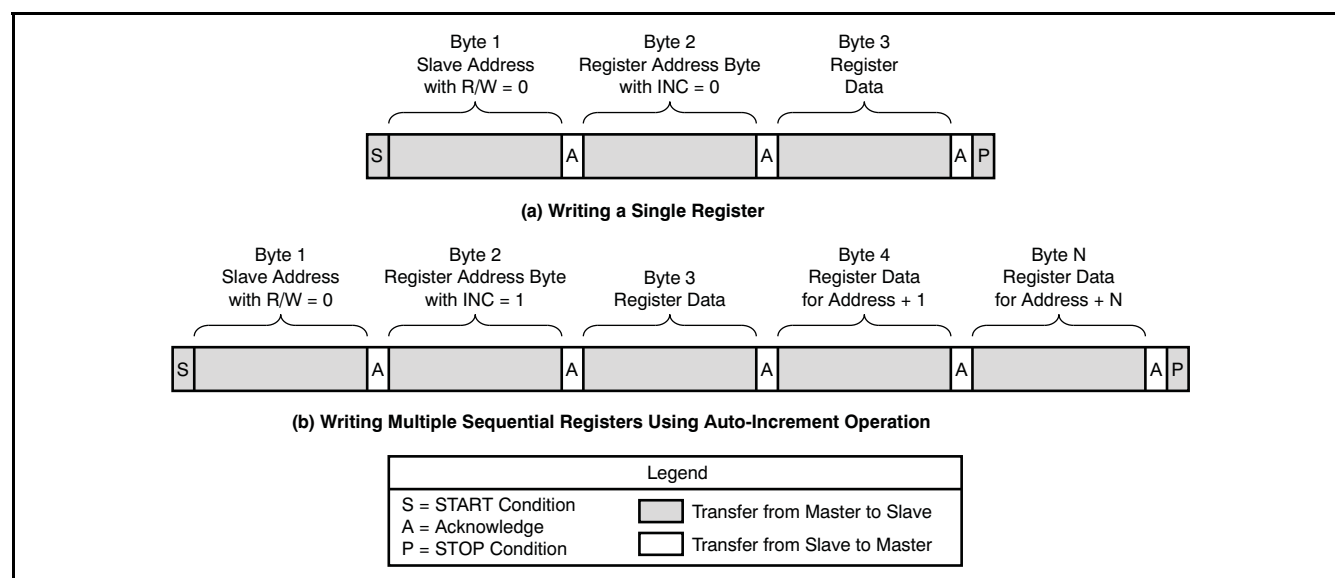 Byte 1
Slave Address
with R/W = 0
Byte 2
Register Address Byte
with INC = 0
Byte 3
Register
Data
S
A
A
A
P
(a) Writing a Single Register
Byte 1
Slave Address
with R/W = 0
Byte 2
Register Address Byte
with INC = 1
Byte 3
Register Data
Byte 4
Register Data
for Address + 1
Byte N
Register Data
for Address + N
S
A
A
A
A
A
P
(b) Writing Multiple Sequential Registers Using Auto-Increment Operation
Legend
S = START Condition
A = Acknowledge
P = STOP Condition
Transfer from Master to Slave
Transfer from Slave to Master